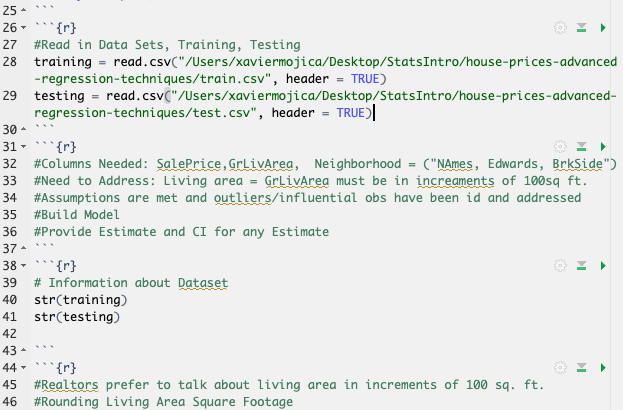 25 ```
26 ```{r}
27 #Read in Data Sets, Training, Testing
28 training = read.csv("/Users/xaviermojica/Desktop/StatsIntro/house-prices-advanced
-regression-techniques/train.csv", header = TRUE)
29 testing = read.csv("/Users/xaviermojica/Desktop/StatsIntro/house-prices-advanced-
regression-techniques/test.csv", header = TRUE)
30 ```
31 ```{r}
32 #Columns Needed: SalePrice,GrLivArea,  Neighborhood = ("NAmes, Edwards, BrkSide")
33 #Need to Address: Living area = GrLivArea must be in increaments of 100sq ft.
34 #Assumptions are met and outliers/influential obs have been id and addressed
35 #Build Model
36 #Provide Estimate and CI for any Estimate
37 ```
38 ```{r}
39 # Information about Dataset
40 str(training)
41 str(testing)
42
43 ```
44 ```{r}
45 #Realtors prefer to talk about living area in increments of 100 sq. ft.
46 #Rounding Living Area Square Footage